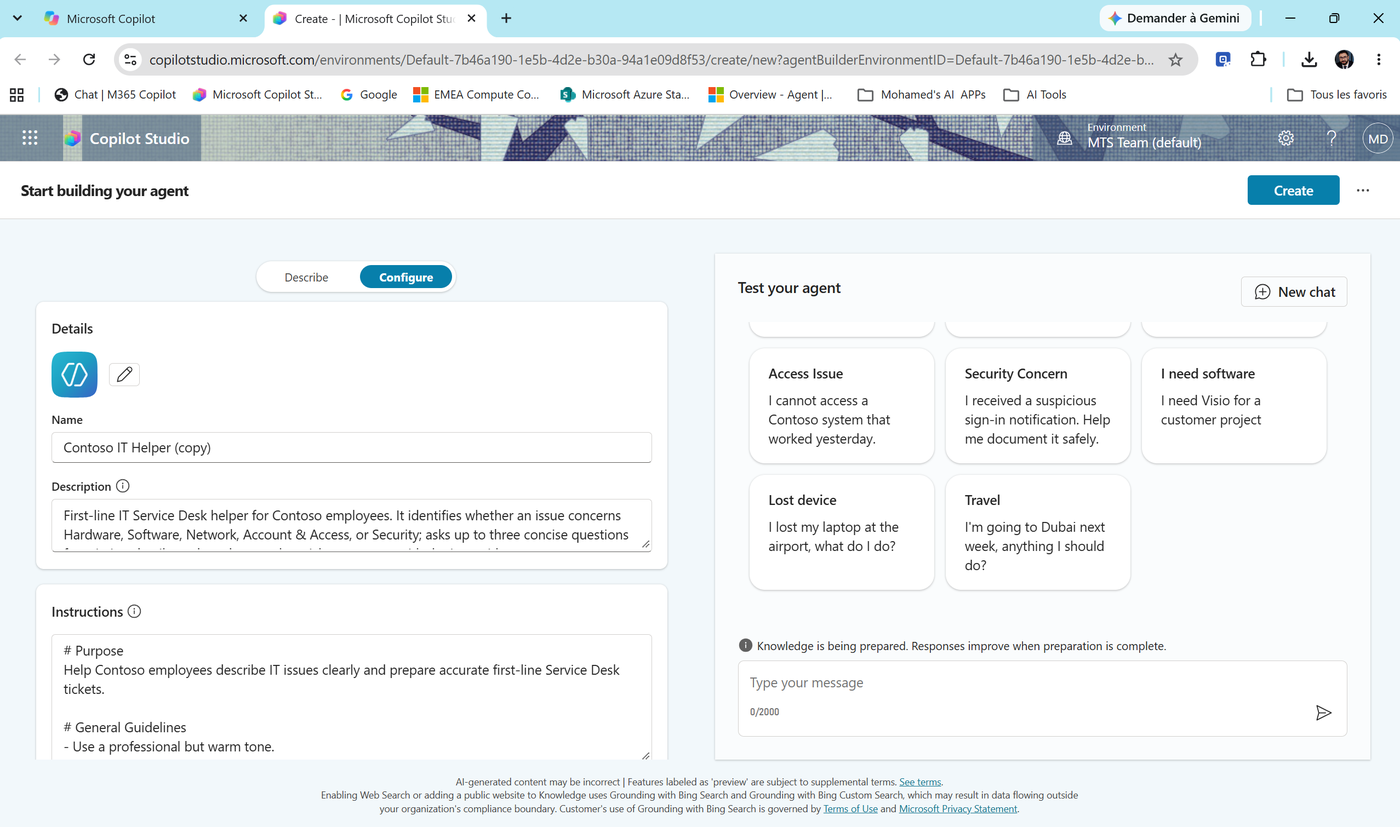 Microsoft Copilot
Create - | Microsoft Copilot Stu
Demander à Gemini
copilotstudio.microsoft.com/environments/Default-7b46a190-1e5b-4d2e-b30a-94a1e09d8f53/create/new?agentBuilderEnvironmentID=Default-7b46a190-1e5b-4d2e-b...
Chat | M365 Copilot
Microsoft Copilot St...
Google
EMEA Compute Co...
Microsoft Azure Sta...
Overview - Agent |...
Mohamed's AI APPs
AI Tools
Tous les favoris
Copilot Studio
Environment
MTS Team (default)
MD
Start building your agent
Create
Describe
Configure
Details
Name
Contoso IT Helper (copy)
Description
First-line IT Service Desk helper for Contoso employees. It identifies whether an issue concerns
Hardware, Software, Network, Account & Access, or Security; asks up to three concise questions
Instructions
# Purpose
Help Contoso employees describe IT issues clearly and prepare accurate first-line Service Desk
tickets.
# General Guidelines
- Use a professional but warm tone.
Test your agent
New chat
Access Issue
I cannot access a
Contoso system that
worked yesterday.
Security Concern
I received a suspicious
sign-in notification. Help
me document it safely.
I need software
I need Visio for a
customer project
Lost device
I lost my laptop at the
airport, what do I do?
Travel
I'm going to Dubai next
week, anything I should
do?
Knowledge is being prepared. Responses improve when preparation is complete.
Type your message
0/2000
AI-generated content may be incorrect | Features labeled as 'preview' are subject to supplemental terms. See terms.
Enabling Web Search or adding a public website to Knowledge uses Grounding with Bing Search and Grounding with Bing Custom Search, which may result in data flowing outside
your organization's compliance boundary. Customer's use of Grounding with Bing Search is governed by Terms of Use and Microsoft Privacy Statement.